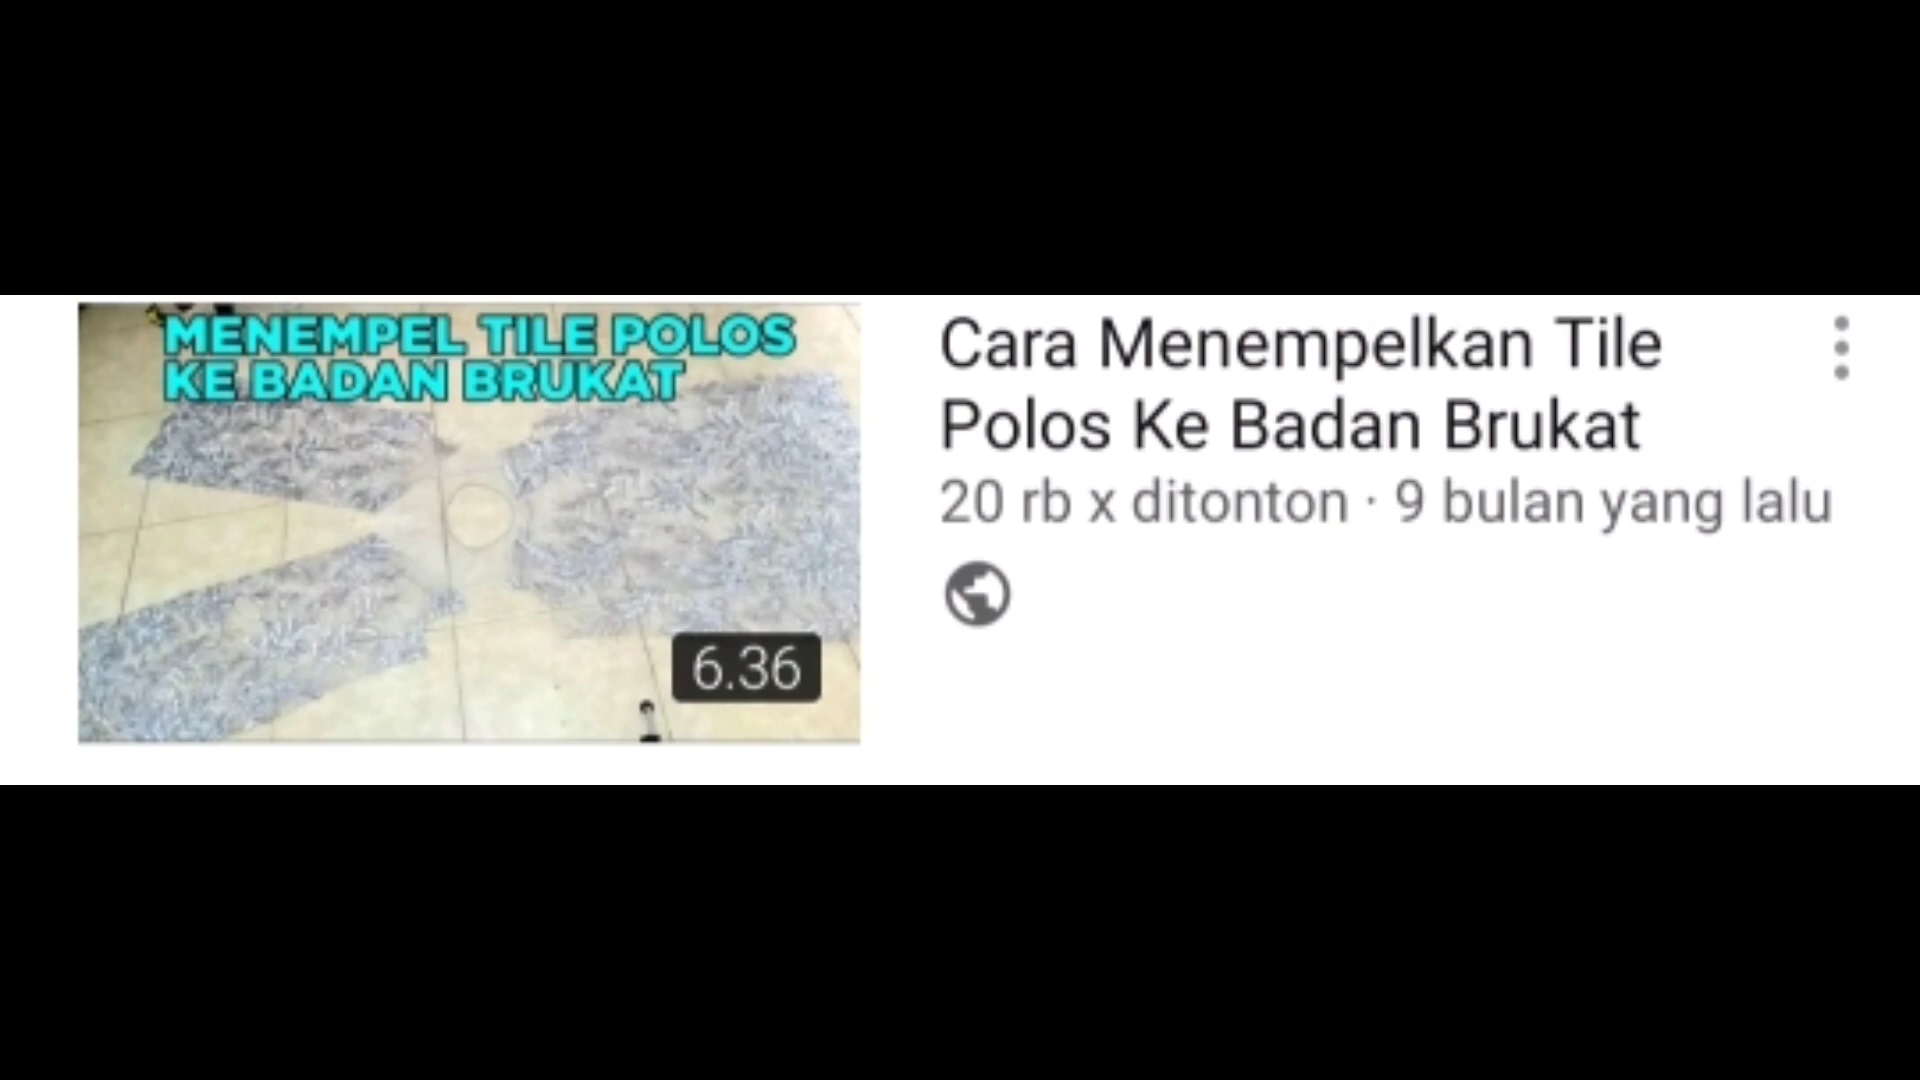 MENEMPEL TILE POLOS
KE BADAN BRUKAT
6.36
Cara Menempelkan Tile
Polos Ke Badan Brukat
20 rb x ditonton · 9 bulan yang lalu